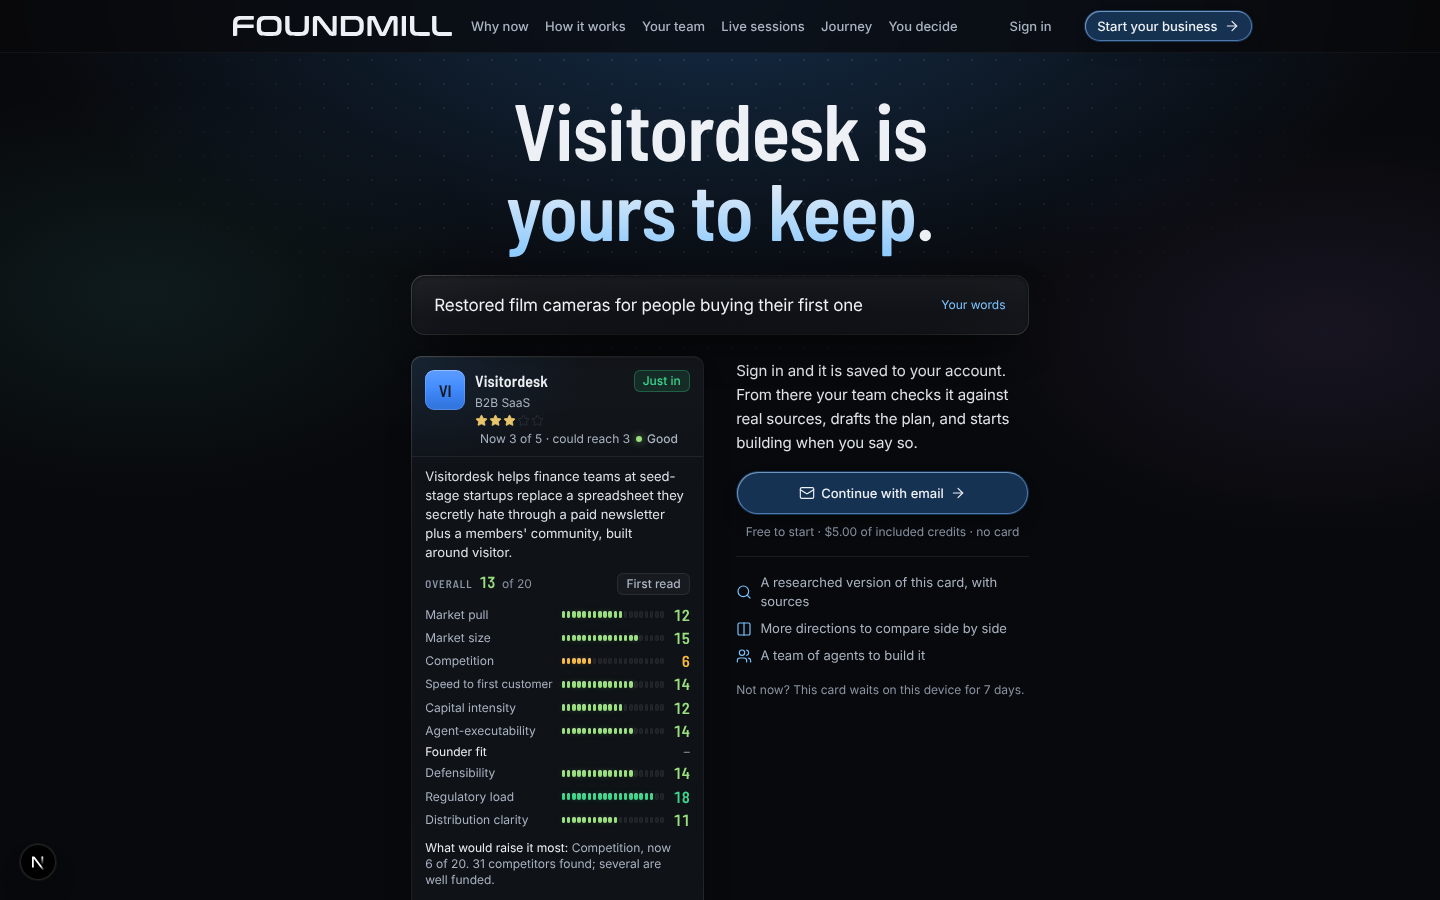 FOUNDMILL Why now How it works Your team Live sessions Journey You decide Sign in Start your business
Visitordesk is
yours to keep.
Restored film cameras for people buying their first one Your words
VI Visitordesk Just in
B2B SaaS
Now 3 of 5 · could reach 3 Good
Visitordesk helps finance teams at seed-
stage startups replace a spreadsheet they
secretly hate through a paid newsletter
plus a members' community, built
around visitor.
OVERALL 13 of 20 First read
Market pull 12
Market size 15
Competition 6
Speed to first customer 14
Capital intensity 12
Agent-executability 14
Founder fit –
Defensibility 14
Regulatory load 18
Distribution clarity 11
What would raise it most: Competition, now
6 of 20. 31 competitors found; several are
well funded.
Sign in and it is saved to your account.
From there your team checks it against
real sources, drafts the plan, and starts
building when you say so.
Continue with email
Free to start · $5.00 of included credits · no card
A researched version of this card, with
sources
More directions to compare side by side
A team of agents to build it
Not now? This card waits on this device for 7 days.
N